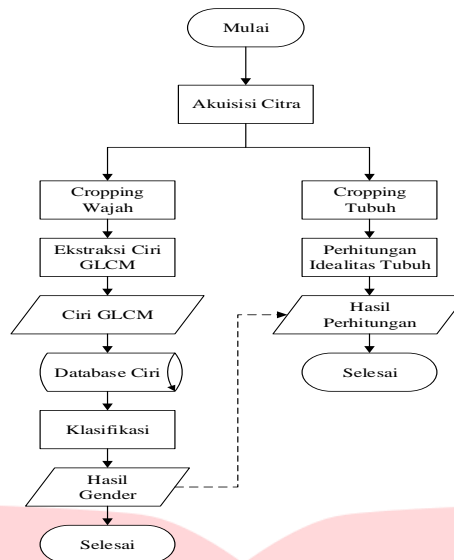 Mulai
Akuisisi Citra
Cropping
Wajah
Ekstraksi Ciri
GLCM
Ciri GLCM
Database Ciri
Klasifikasi
Hasil
Gender
Selesai
Cropping
Tubuh
Perhitungan
Idealitas Tubuh
Hasil
Perhitungan
Selesai